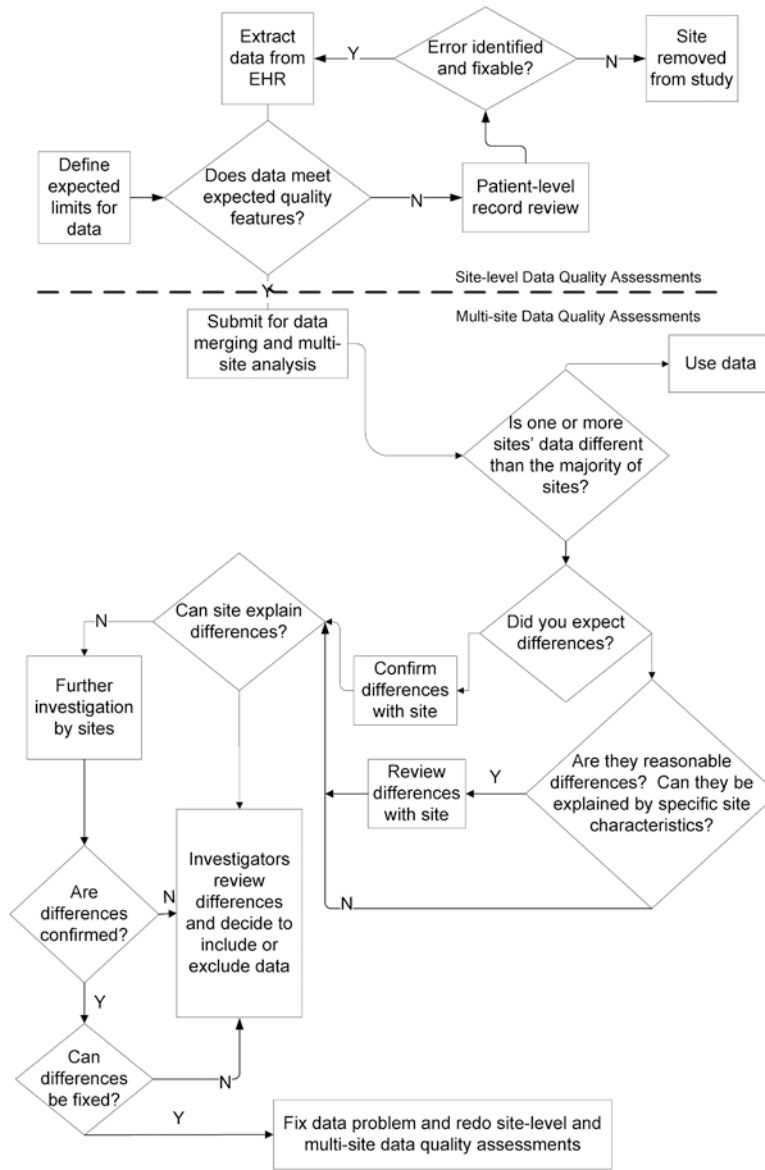 Extract
data from
EHR
Y
Error identified
and fixable?
N
Site
removed
from study
Define
expected
limits for
data
Does data meet
expected quality
features?
N
Patient-level
record review
Y
Site-level Data Quality Assessments
Multi-site Data Quality Assessments
Submit for data
merging and multi-
site analysis
Use data
Is one or more
sites' data different
than the majority of
sites?
Did you expect
differences?
Can site explain
differences?
N
Confirm
differences
with site
Further
investigation
by sites
Are they reasonable
differences? Can they be
explained by specific site
characteristics?
Y
Review
differences
with site
N
Investigators
review
differences
and decide to
include or
exclude data
Are
differences
confirmed?
N
Y
Can
differences
be fixed?
N
Y
Fix data problem and redo site-level and
multi-site data quality assessments